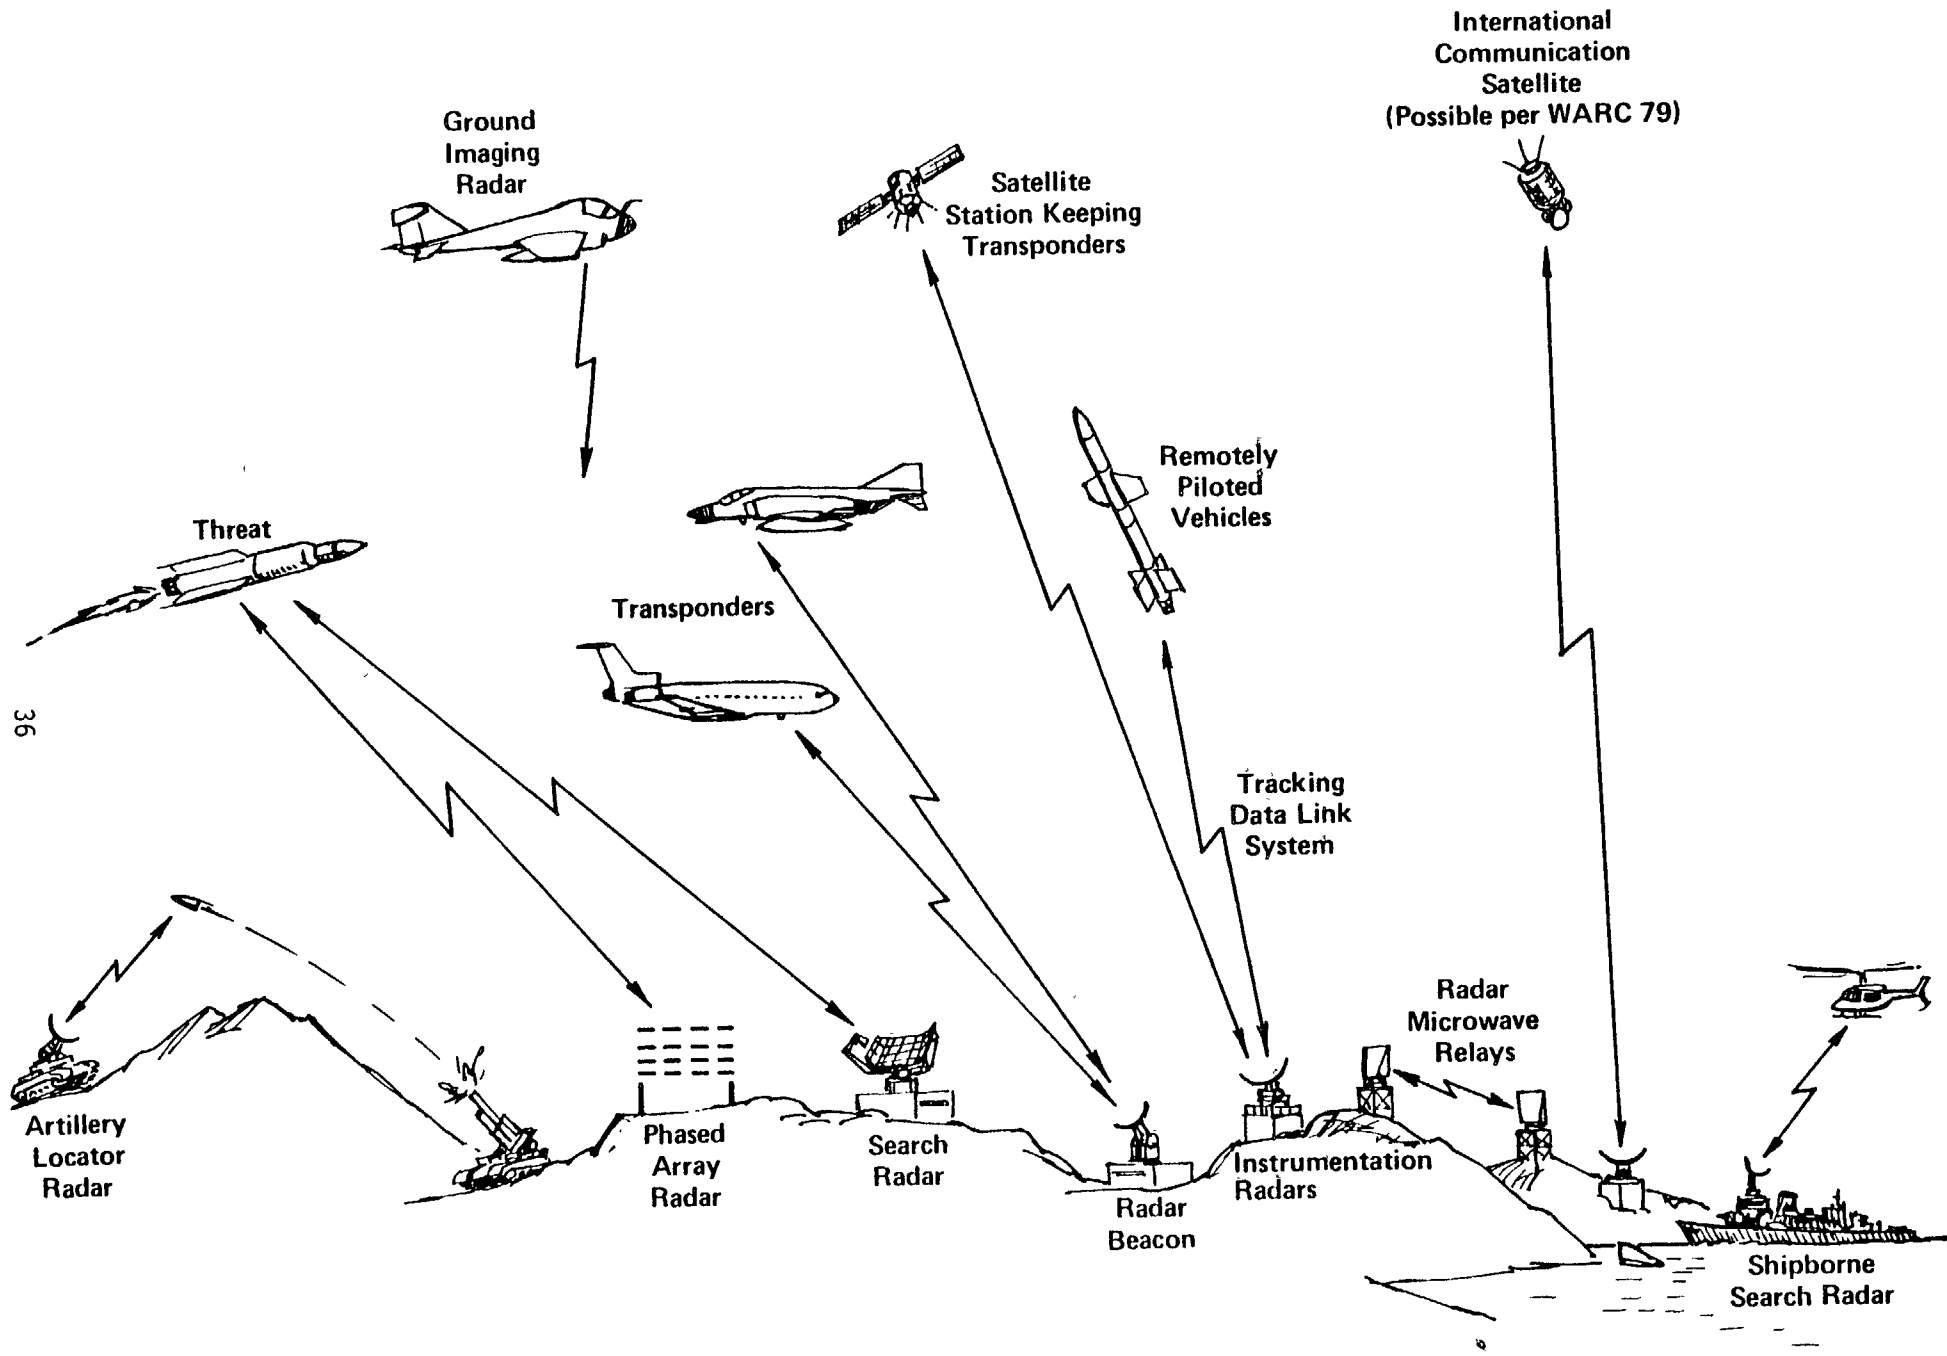 International
Communication
Satellite
(Possible per WARC 79)
Ground
Imaging
Radar
Satellite
Station Keeping
Transponders
Remotely
Piloted
Vehicles
Threat
Transponders
36
Tracking
Data Link
System
Radar
Microwave
Relays
Artillery
Locator
Radar
Phased
Array
Radar
Search
Radar
Radar
Beacon
Instrumentation
Radars
Shipborne
Search Radar